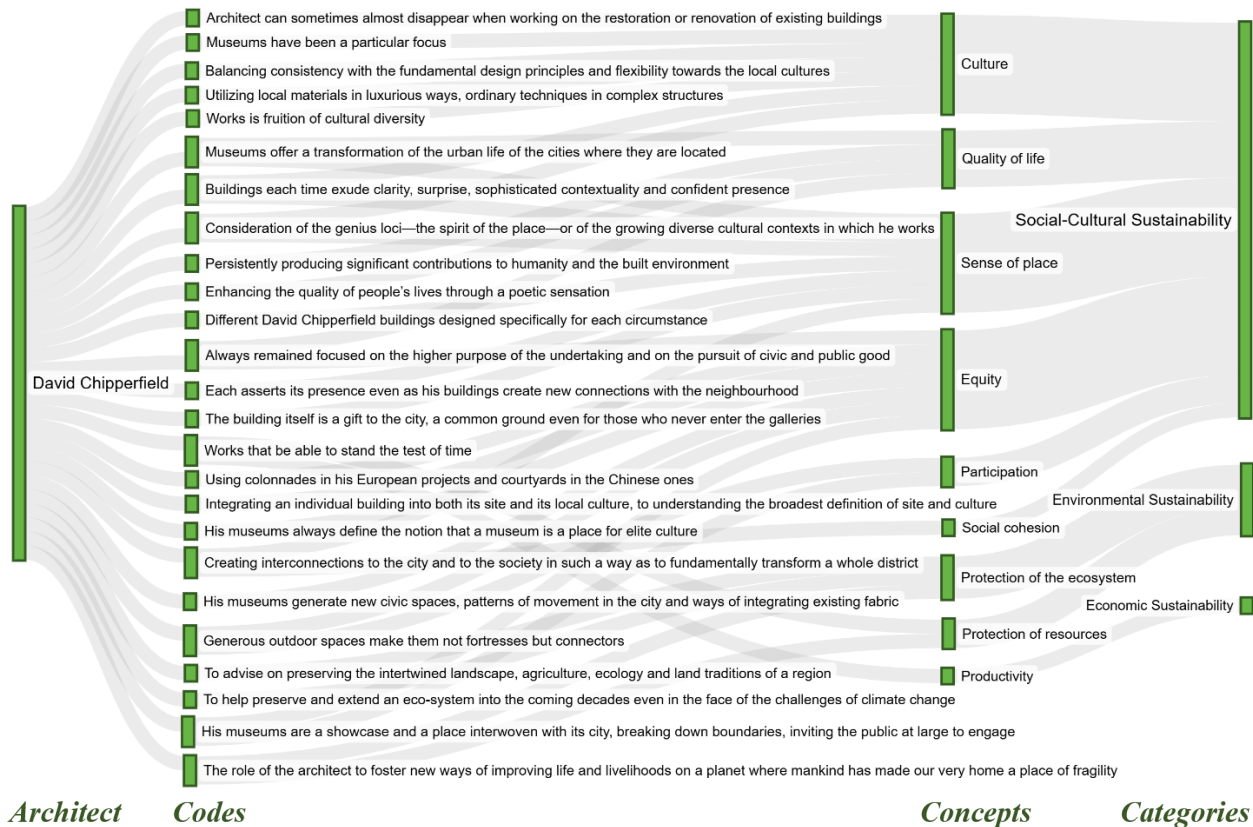 David Chipperfield
Architect can sometimes almost disappear when working on the restoration or renovation of existing buildings
Museums have been a particular focus
Balancing consistency with the fundamental design principles and flexibility towards the local cultures
Utilizing local materials in luxurious ways, ordinary techniques in complex structures
Works is fruition of cultural diversity
Museums offer a transformation of the urban life of the cities where they are located
Buildings each time exude clarity, surprise, sophisticated contextuality and confident presence
Consideration of the genius loci—the spirit of the place—or of the growing diverse cultural contexts in which he works
Persistently producing significant contributions to humanity and the built environment
Enhancing the quality of people’s lives through a poetic sensation
Different David Chipperfield buildings designed specifically for each circumstance
Always remained focused on the higher purpose of the undertaking and on the pursuit of civic and public good
Each asserts its presence even as his buildings create new connections with the neighbourhood
The building itself is a gift to the city, a common ground even for those who never enter the galleries
Works that be able to stand the test of time
Using colonnades in his European projects and courtyards in the Chinese ones
Integrating an individual building into both its site and its local culture, to understanding the broadest definition of site and culture
His museums always define the notion that a museum is a place for elite culture
Creating interconnections to the city and to the society in such a way as to fundamentally transform a whole district
His museums generate new civic spaces, patterns of movement in the city and ways of integrating existing fabric
Generous outdoor spaces make them not fortresses but connectors
To advise on preserving the intertwined landscape, agriculture, ecology and land traditions of a region
To help preserve and extend an eco-system into the coming decades even in the face of the challenges of climate change
His museums are a showcase and a place interwoven with its city, breaking down boundaries, inviting the public at large to engage
The role of the architect to foster new ways of improving life and livelihoods on a planet where mankind has made our very home a place of fragility
Culture
Quality of life
Sense of place
Equity
Participation
Social cohesion
Protection of the ecosystem
Protection of resources
Productivity
Social-Cultural Sustainability
Environmental Sustainability
Economic Sustainability
Architect
Codes
Concepts
Categories